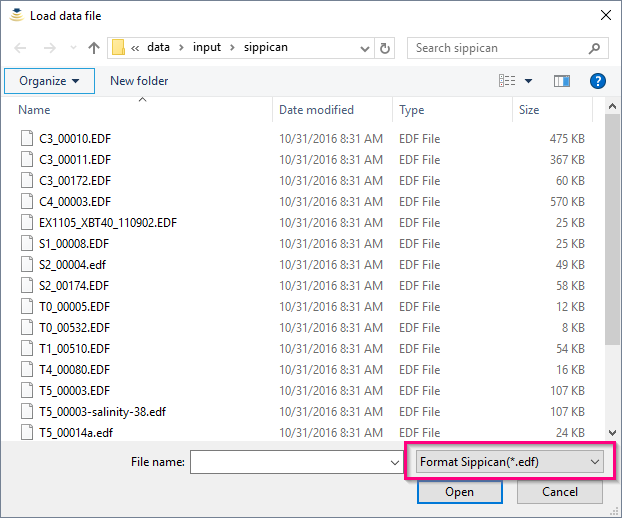 Load data file
« data › input › sippican
Search sippican
Organize New folder ?
Name Date modified Type Size
C3_00010.EDF 10/31/2016 8:31 AM EDF File 475 KB
C3_00011.EDF 10/31/2016 8:31 AM EDF File 367 KB
C3_00172.EDF 10/31/2016 8:31 AM EDF File 60 KB
C4_00003.EDF 10/31/2016 8:31 AM EDF File 570 KB
EX1105_XBT40_110902.EDF 10/31/2016 8:31 AM EDF File 25 KB
S1_00008.EDF 10/31/2016 8:31 AM EDF File 25 KB
S2_00004.edf 10/31/2016 8:31 AM EDF File 49 KB
S2_00174.EDF 10/31/2016 8:31 AM EDF File 58 KB
T0_00005.EDF 10/31/2016 8:31 AM EDF File 12 KB
T0_00532.EDF 10/31/2016 8:31 AM EDF File 8 KB
T1_00510.EDF 10/31/2016 8:31 AM EDF File 54 KB
T4_00080.EDF 10/31/2016 8:31 AM EDF File 16 KB
T5_00003.EDF 10/31/2016 8:31 AM EDF File 107 KB
T5_00003-salinity-38.edf 10/31/2016 8:31 AM EDF File 107 KB
T5_00014a.edf 10/31/2016 8:31 AM EDF File 24 KB
File name: Format Sippican(*.edf)
Open Cancel